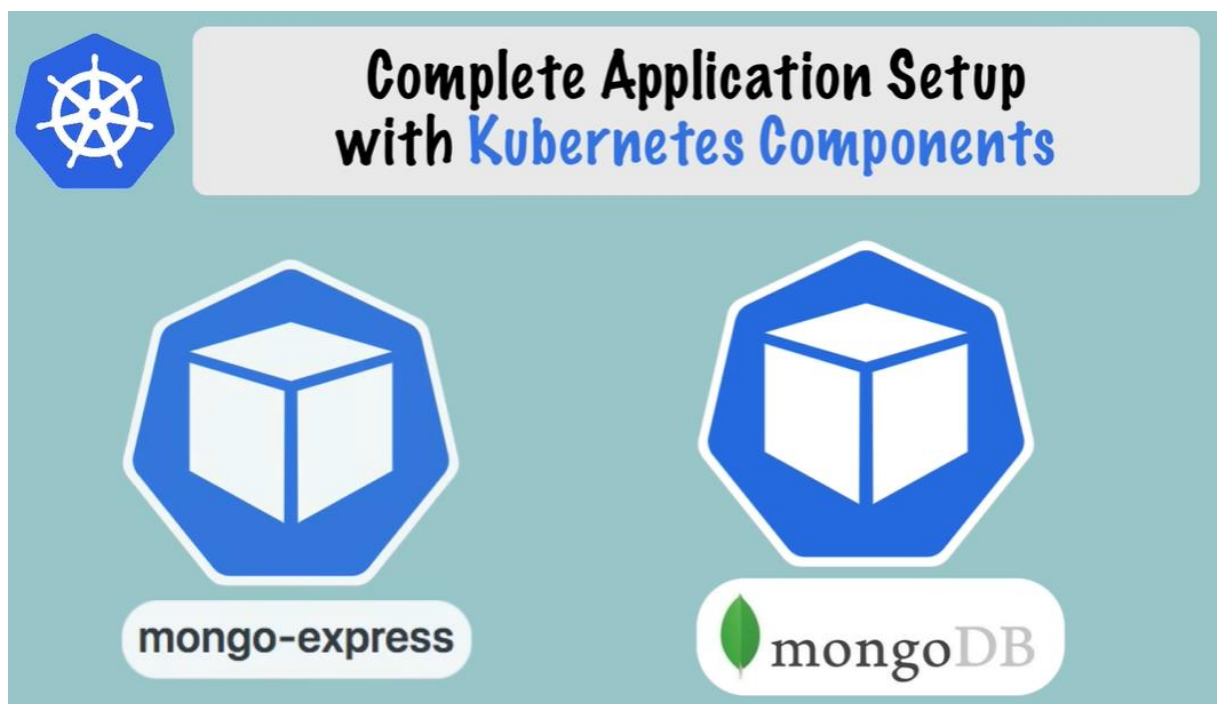 Complete Application Setup
with Kubernetes Components
mongo-express
mongoDB